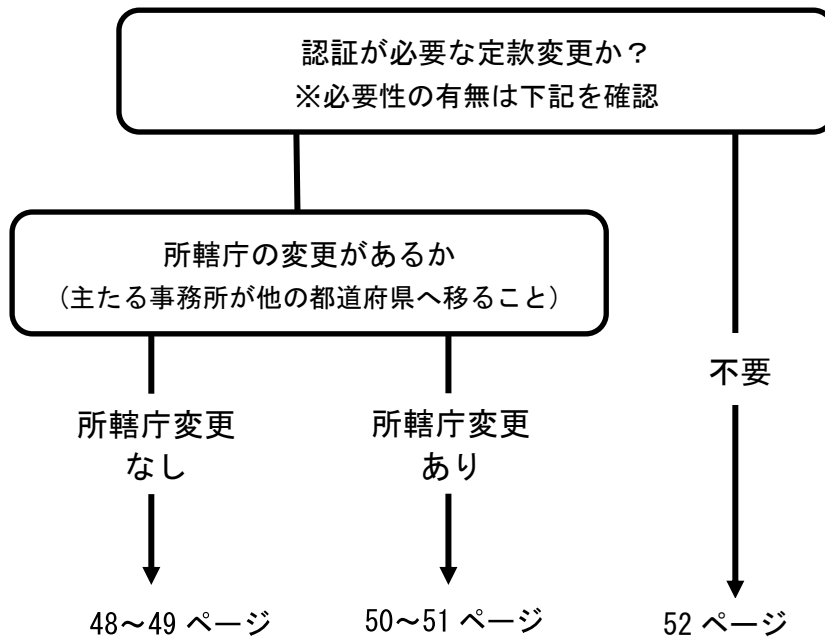 認証が必要な定款変更か？
※必要性の有無は下記を確認
所轄庁の変更があるか
（主たる事務所が他の都道府県へ移ること）
不要
所轄庁変更
なし
所轄庁変更
あり
48～49 ページ
50～51 ページ
52 ページ